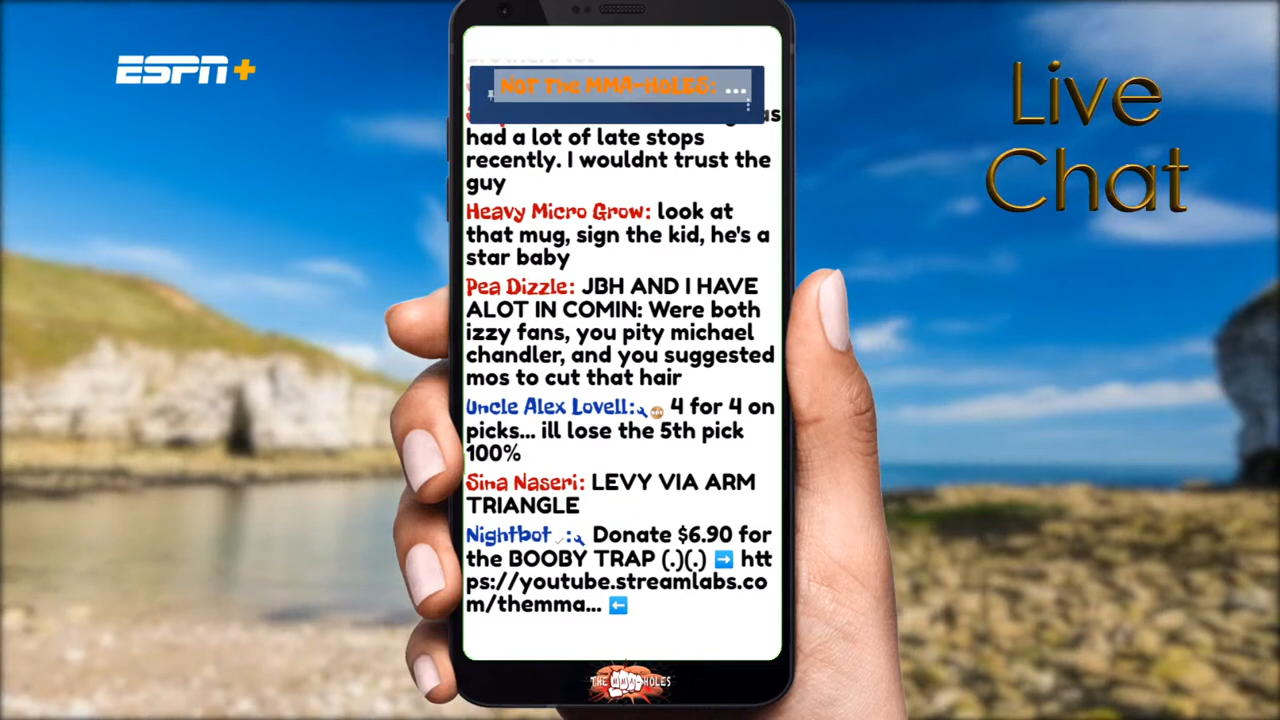 ESPN+
Live
Chat
NOT The MMA-HOLES: ...
had a lot of late stops
recently. I wouldnt trust the
guy
Heavy Micro Grow: look at
that mug, sign the kid, he's a
star baby
Pea Dizzle: JBH AND I HAVE
ALOT IN COMIN: Were both
izzy fans, you pity michael
chandler, and you suggested
mos to cut that hair
Uncle Alex Lovell: 4 for 4 on
picks... ill lose the 5th pick
100%
Sina Naseri: LEVY VIA ARM
TRIANGLE
Nightbot : Donate $6.90 for
the BOOBY TRAP (.)(.) ➡️ htt
ps://youtube.streamlabs.co
m/themma... ⬅️
THE MMA-HOLES